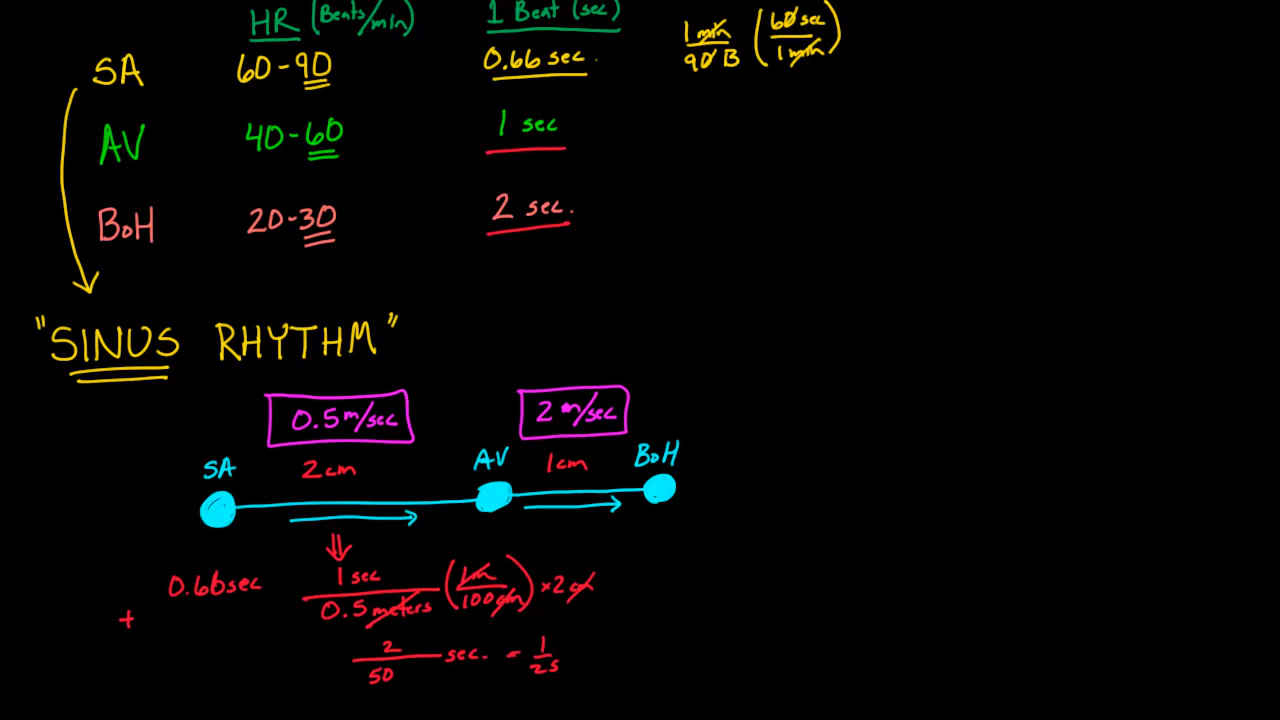 HR (Beats/min) 1 Beat (sec)
SA 60-90 0.66 sec. 1 min/90 B (60 sec/1 min)
AV 40-60 1 sec
BoH 20-30 2 sec.
"SINUS RHYTHM"
0.5 m/sec 2 m/sec
SA 2cm AV 1cm BoH
+ 0.66sec 1 sec/0.5 meters (1m/100cm) × 2cm
2/50 sec. = 1/25